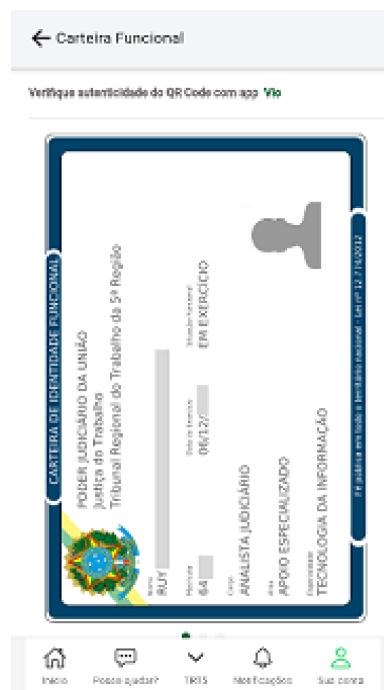 Carteira Funcional
Verifique autenticidade do QR Code com app Vio
CARTEIRA DE IDENTIDADE FUNCIONAL
PODER JUDICIÁRIO DA UNIÃO
Justiça do Trabalho
Tribunal Regional do Trabalho da 5ª Região
Nome
RUY
Matrícula
64
Data de Exercício
06/12/
Situação Funcional
EM EXERCÍCIO
Cargo
ANALISTA JUDICIÁRIO
Área
APOIO ESPECIALIZADO
Especialidade
TECNOLOGIA DA INFORMAÇÃO
Fé pública em todo o território nacional - Lei nº 12.774/2012
Início
Posso ajudar?
TRT5
Notificações
Sua conta